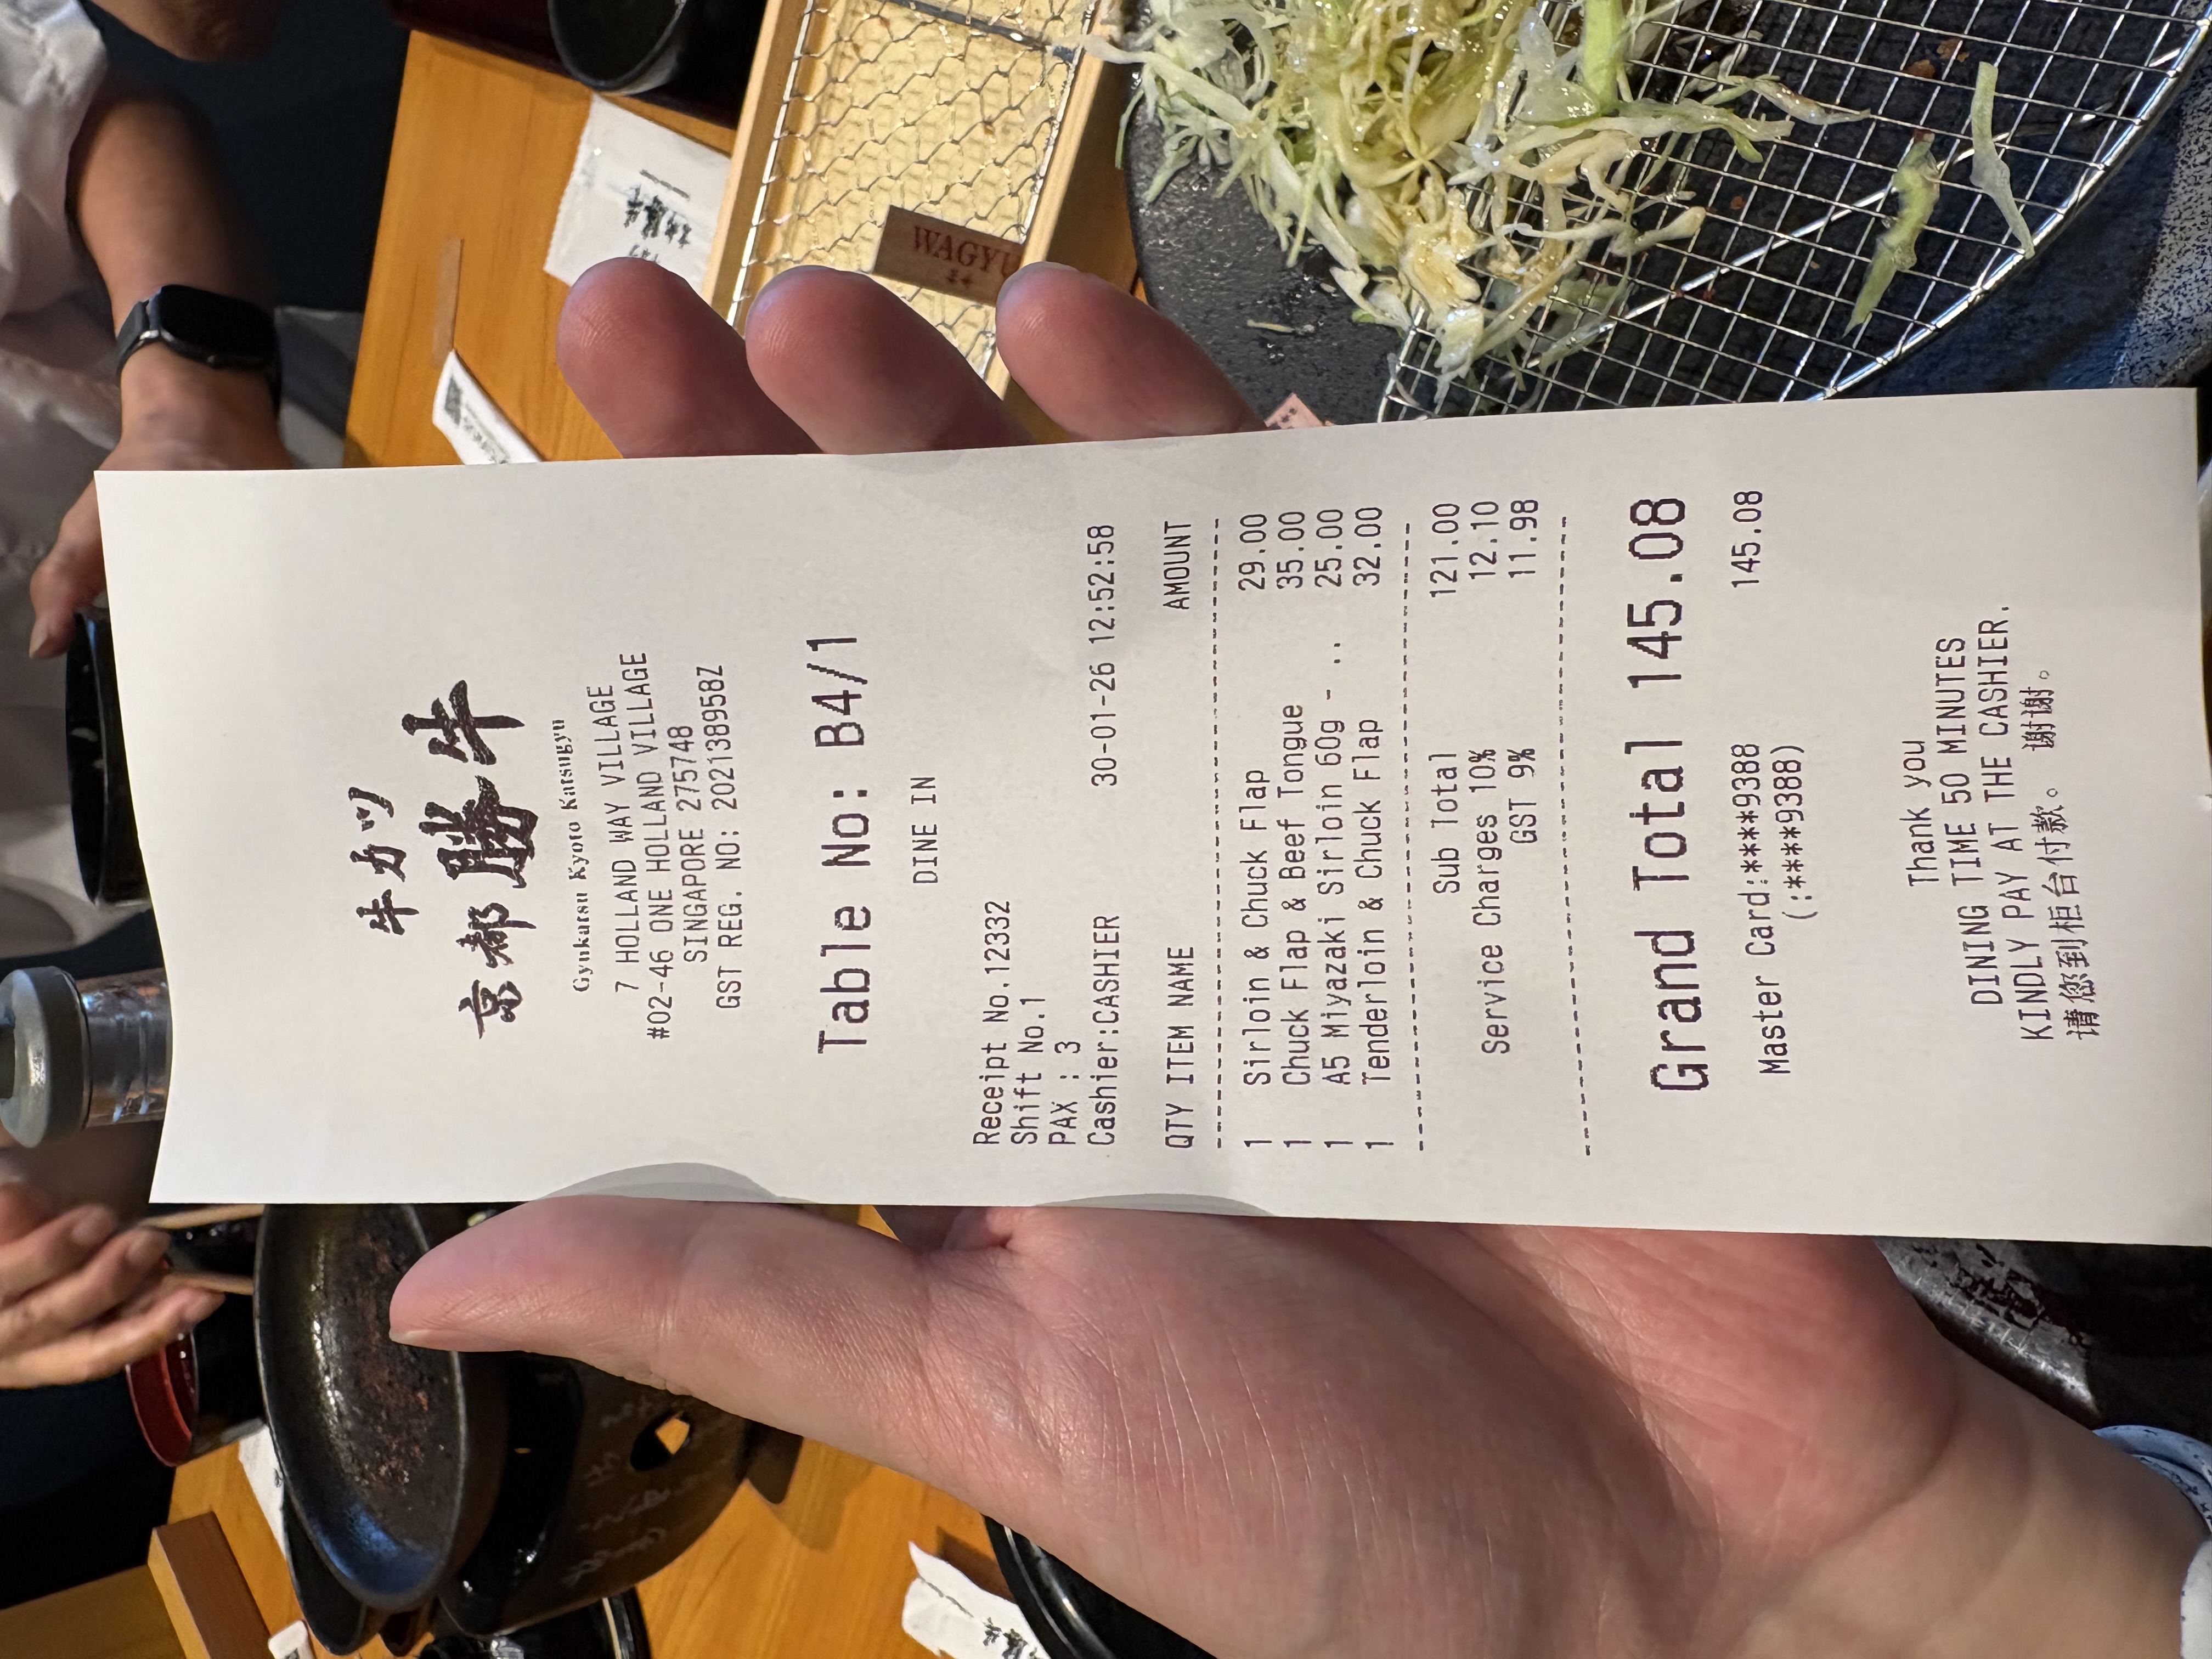 牛カツ
京都勝牛
Gyukatsu Kyoto Katsugyu
7 HOLLAND WAY VILLAGE
#02-46 ONE HOLLAND VILLAGE
SINGAPORE 275748
GST REG. NO: 202138958Z
Table No: B4/1
DINE IN
Receipt No.12332
Shift No.1
PAX : 3
Cashier:CASHIER 30-01-26 12:52:58
QTY ITEM NAME AMOUNT
1 Sirloin & Chuck Flap 29.00
1 Chuck Flap & Beef Tongue 35.00
1 A5 Miyazaki Sirloin 60g - .. 25.00
1 Tenderloin & Chuck Flap 32.00
Sub Total 121.00
Service Charges 10% 12.10
GST 9% 11.98
Grand Total 145.08
Master Card:****9388 145.08
(:****9388)
Thank you
DINING TIME 50 MINUTES
KINDLY PAY AT THE CASHIER.
请您到柜台付款。 谢谢。
WAGYU